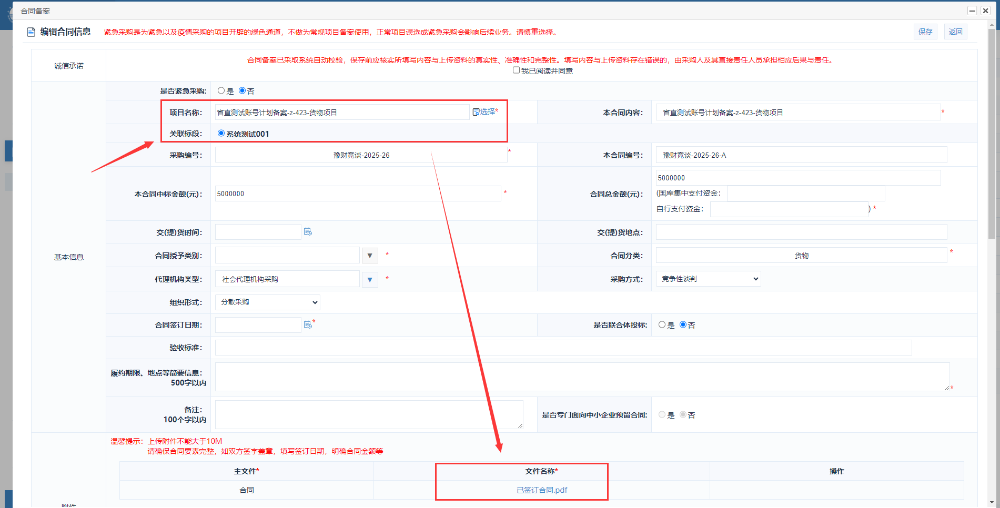 合同备案
编辑合同信息
紧急采购是为紧急以及疫情采购的项目开辟的绿色通道，不做为常规项目备案使用，正常项目误选成紧急采购会影响后续业务。请慎重选择。
保存
返回
诚信承诺
合同备案已采取系统自动校验，保存前应核实所填写内容与上传资料的真实性、准确性和完整性。填写内容与上传资料存在错误的，由采购人及其直接责任人员承担相应后果与责任。
我已阅读并同意
基本信息
是否紧急采购: 是 否
项目名称: 省直测试账号计划备案-z-423-货物项目 选择*
本合同内容: 省直测试账号计划备案-z-423-货物项目 *
关联标段: 系统测试001
采购编号: 豫财竞谈-2025-26 *
本合同编号: 豫财竞谈-2025-26-A
本合同中标金额(元): 5000000 *
合同总金额(元): 5000000
(国库集中支付资金:
自行支付资金: ) *
交(提)货时间:
交(提)货地点:
合同授予类别: ▼ *
合同分类: 货物 *
代理机构类型: 社会代理机构采购 ▼ *
采购方式: 竞争性谈判
组织形式: 分散采购
合同签订日期: *
是否联合体投标: 是 否
验收标准:
履约期限、地点等简要信息:
500字以内
*
备注:
100个字以内
是否专门面向中小企业预留合同: 是 否
温馨提示: 上传附件不能大于10M
请确保合同要素完整，如双方签字盖章，填写签订日期，明确合同金额等
主文件* 文件名称* 操作
合同 已签订合同.pdf
附件